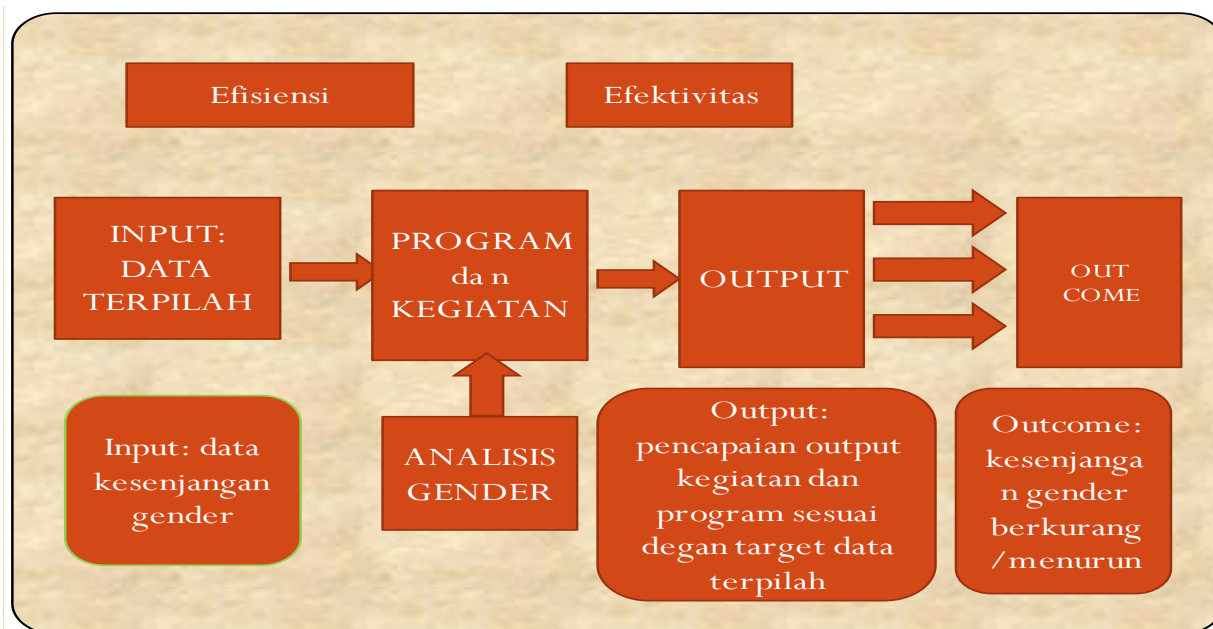 Efisiensi
Efektivitas
INPUT:
DATA
TERPILAH
PROGRAM
da n
KEGIATAN
OUTPUT
OUT
COME
Input: data
kesenjangan
gender
ANALISIS
GENDER
Output:
pencapaian output
kegiatan dan
program sesuai
degan target data
terpilah
Outcome:
kesenjanga
n gender
berkurang
/menurun